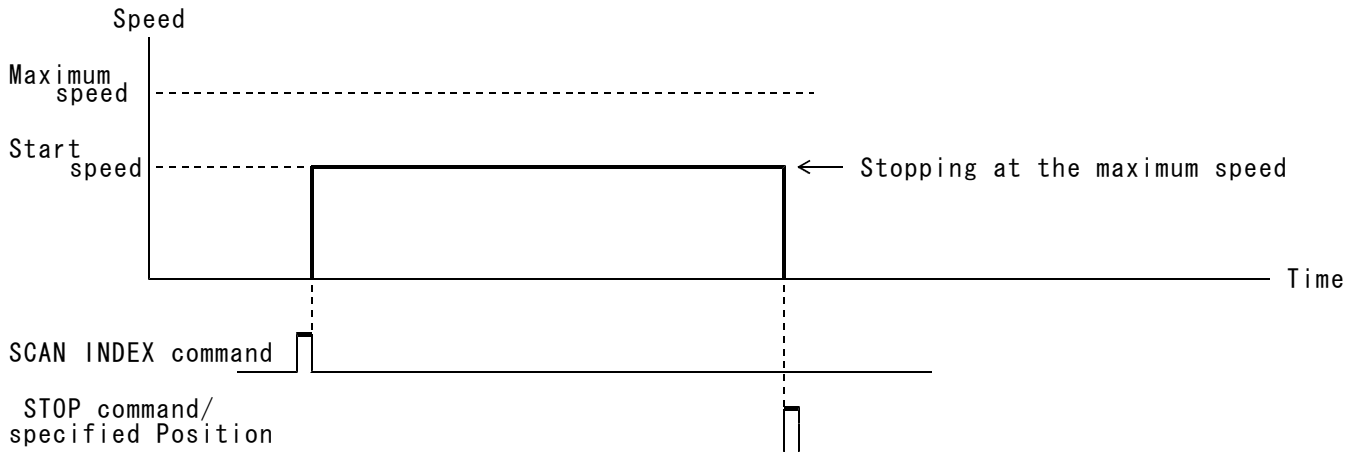 Speed
Maximum
speed
Start
speed
Stopping at the maximum speed
Time
SCAN INDEX command
STOP command/
specified Position